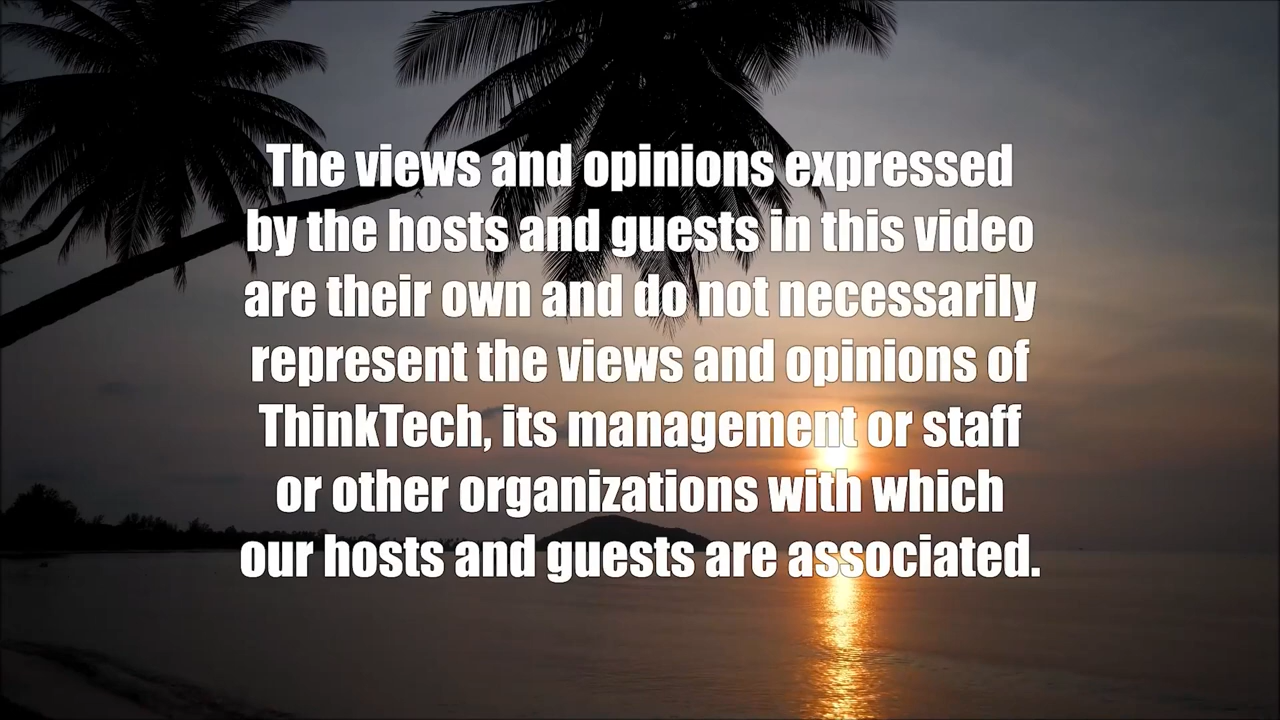 The views and opinions expressed
by the hosts and guests in this video
are their own and do not necessarily
represent the views and opinions of
ThinkTech, its management or staff
or other organizations with which
our hosts and guests are associated.